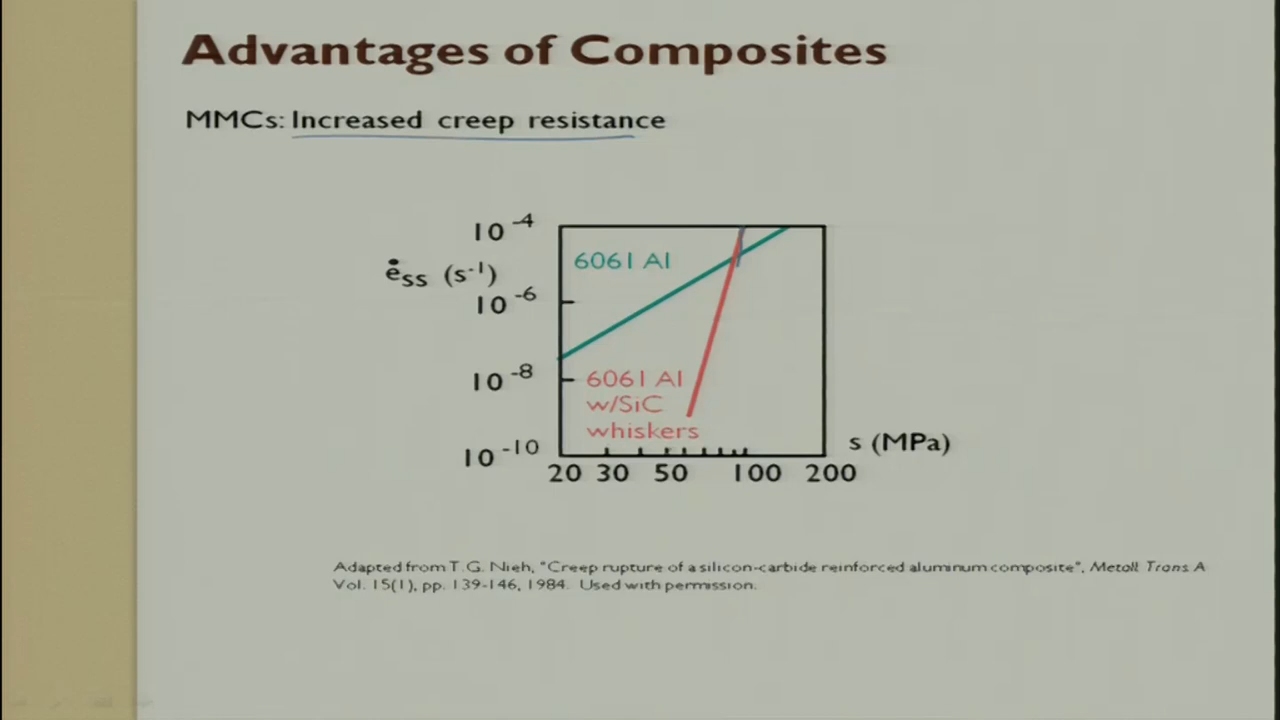 Advantages of Composites
MMCs: Increased creep resistance
10⁻⁴
6061 Al
ėss (s⁻¹)
10⁻⁶
10⁻⁸
6061 Al
w/SiC
whiskers
10⁻¹⁰
s (MPa)
20 30 50 100 200
Adapted from T.G. Nieh, "Creep rupture of a silicon-carbide reinforced aluminum composite", Metall. Trans. A
Vol. 15(1), pp. 139-146, 1984. Used with permission.